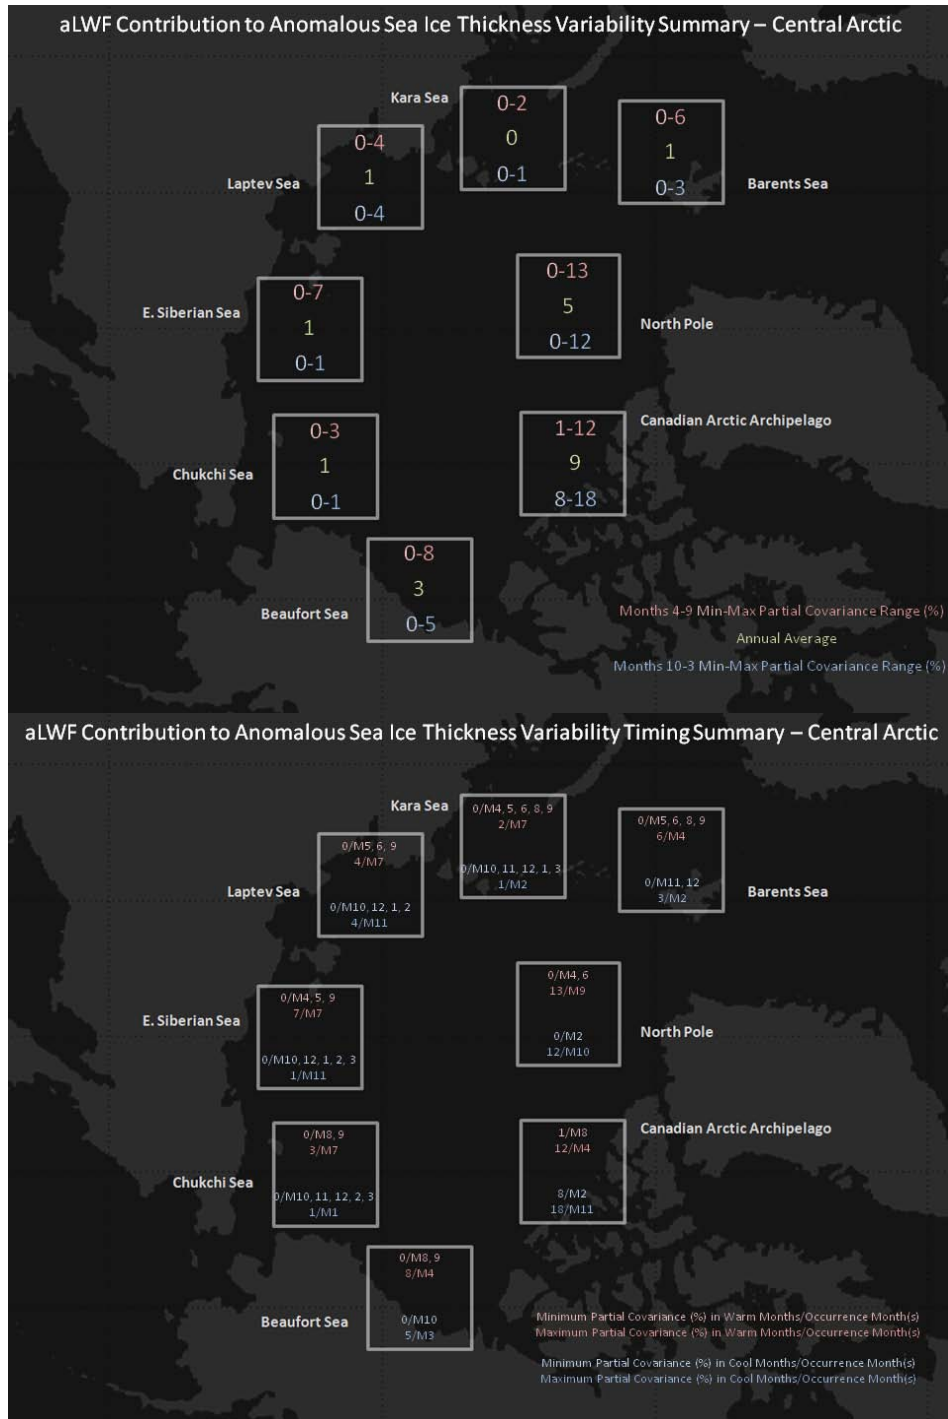 aLWF Contribution to Anomalous Sea Ice Thickness Variability Summary – Central Arctic
Kara Sea
0-2
0
0-1
0-6
1
0-3
Barents Sea
Laptev Sea
0-4
1
0-4
E. Siberian Sea
0-7
1
0-1
0-13
5
0-12
North Pole
Chukchi Sea
0-3
1
0-1
1-12
9
8-18
Canadian Arctic Archipelago
Beaufort Sea
0-8
3
0-5
Months 4-9 Min-Max Partial Covariance Range (%)
Annual Average
Months 10-3 Min-Max Partial Covariance Range (%)
aLWF Contribution to Anomalous Sea Ice Thickness Variability Timing Summary – Central Arctic
Kara Sea
0/M4, 5, 6, 8, 9
2/M7
0/M10, 11, 12, 1, 3
1/M2
0/M5, 6, 8, 9
6/M4
0/M11, 12
3/M2
Barents Sea
Laptev Sea
0/M5, 6, 9
4/M7
0/M10, 12, 1, 2
4/M11
E. Siberian Sea
0/M4, 5, 9
7/M7
0/M10, 12, 1, 2, 3
1/M11
0/M4, 6
13/M9
0/M2
12/M10
North Pole
Chukchi Sea
0/M8, 9
3/M7
0/M10, 11, 12, 2, 3
1/M1
1/M8
12/M4
8/M2
18/M11
Canadian Arctic Archipelago
Beaufort Sea
0/M8, 9
8/M4
0/M10
5/M3
Minimum Partial Covariance (%) in Warm Months/Occurrence Month(s)
Maximum Partial Covariance (%) in Warm Months/Occurrence Month(s)
Minimum Partial Covariance (%) in Cool Months/Occurrence Month(s)
Maximum Partial Covariance (%) in Cool Months/Occurrence Month(s)